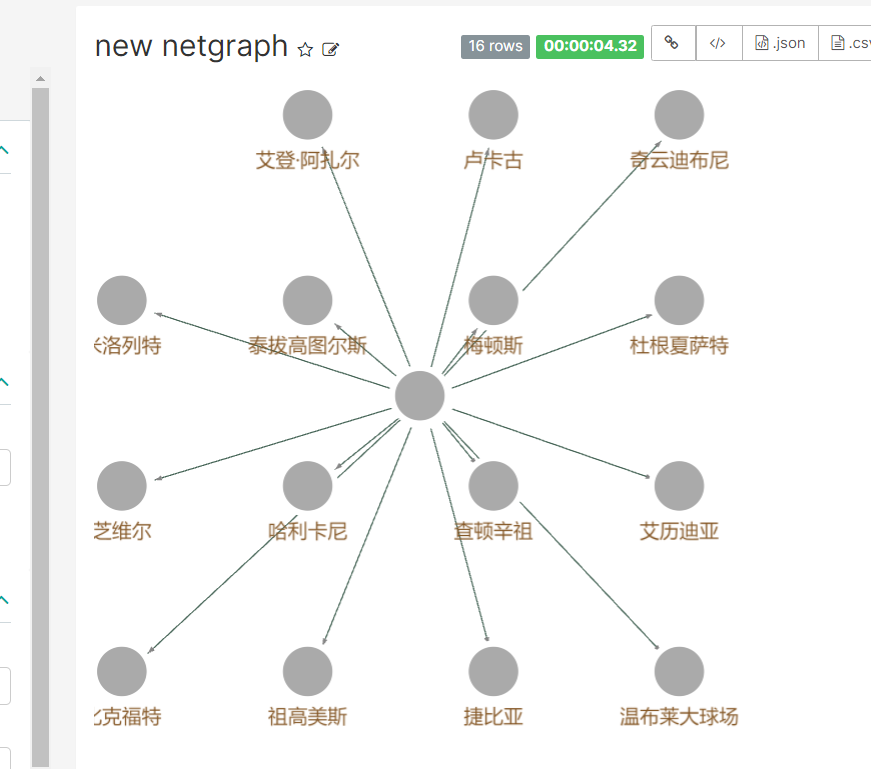 new netgraph
16 rows
00:00:04.32
</>
.json
.csv
艾登·阿扎尔
卢卡古
奇云迪布尼
米洛列特
泰拔高图尔斯
梅顿斯
杜根夏萨特
芝维尔
哈利卡尼
查顿辛祖
艾历迪亚
克福特
祖高美斯
捷比亚
温布莱大球场